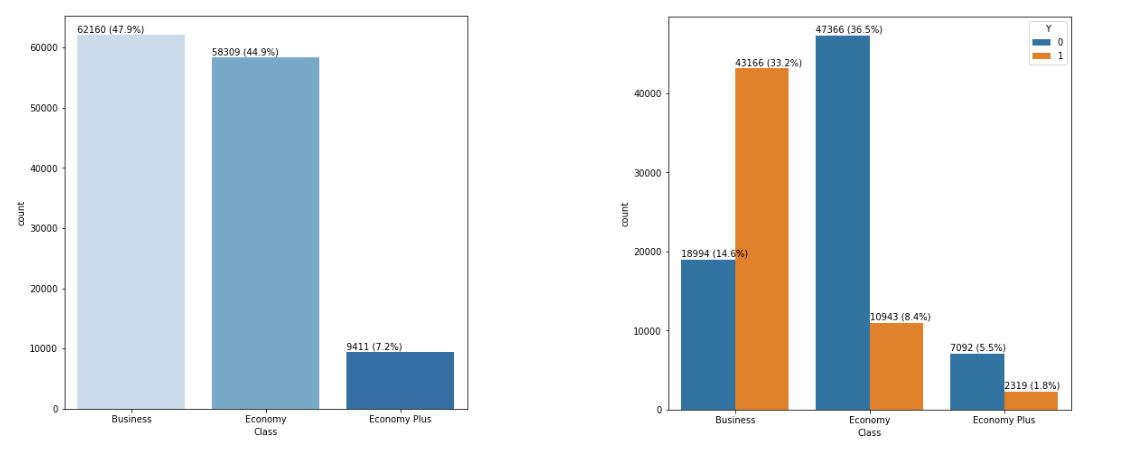 62160 (47.9%)
58309 (44.9%)
9411 (7.2%)
60000
50000
40000
30000
20000
10000
0
count
Business
Economy
Economy Plus
Class
47366 (36.5%)
43166 (33.2%)
18994 (14.6%)
10943 (8.4%)
7092 (5.5%)
2319 (1.8%)
Y
0
1
40000
30000
20000
10000
0
count
Business
Economy
Economy Plus
Class